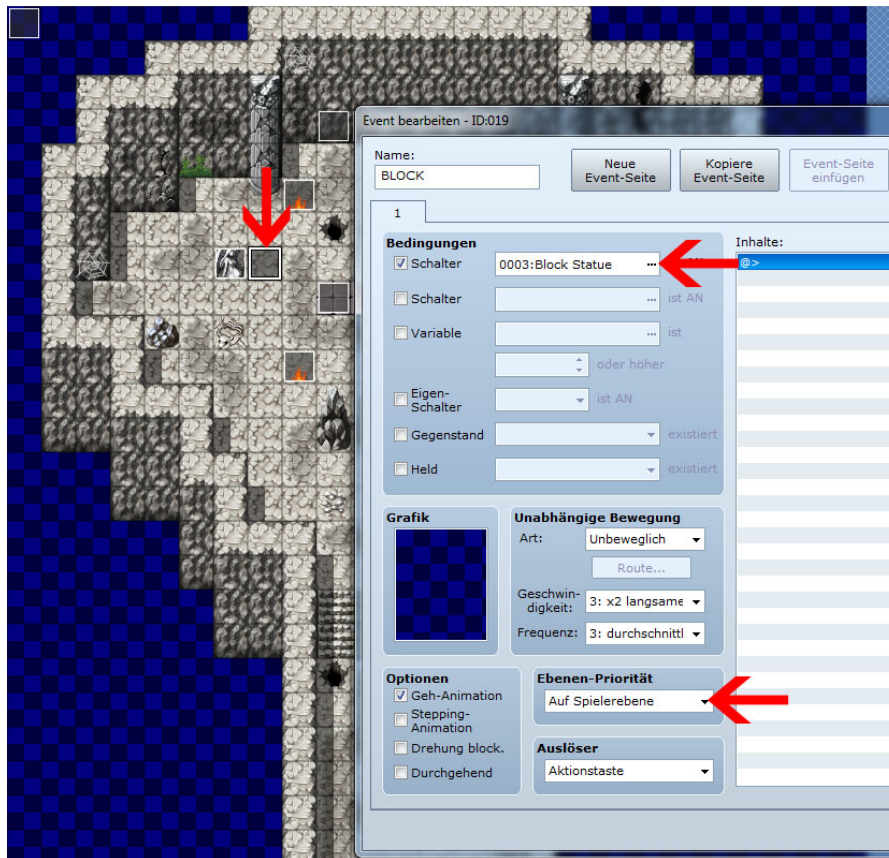 Event bearbeiten - ID:019
Name:
BLOCK
Neue
Event-Seite
Kopiere
Event-Seite
Event-Seite
einfügen
1
Bedingungen
Schalter
0003:Block Statue
...
Schalter
...
ist AN
Variable
...
ist
oder höher
Eigen-
Schalter
ist AN
Gegenstand
existiert
Held
existiert
Grafik
Unabhängige Bewegung
Art:
Unbeweglich
Route...
Geschwin-
digkeit:
3: x2 langsame
Frequenz:
3: durchschnittl
Optionen
Geh-Animation
Stepping-
Animation
Drehung block.
Durchgehend
Ebenen-Priorität
Auf Spielerebene
Auslöser
Aktionstaste
Inhalte:
@>